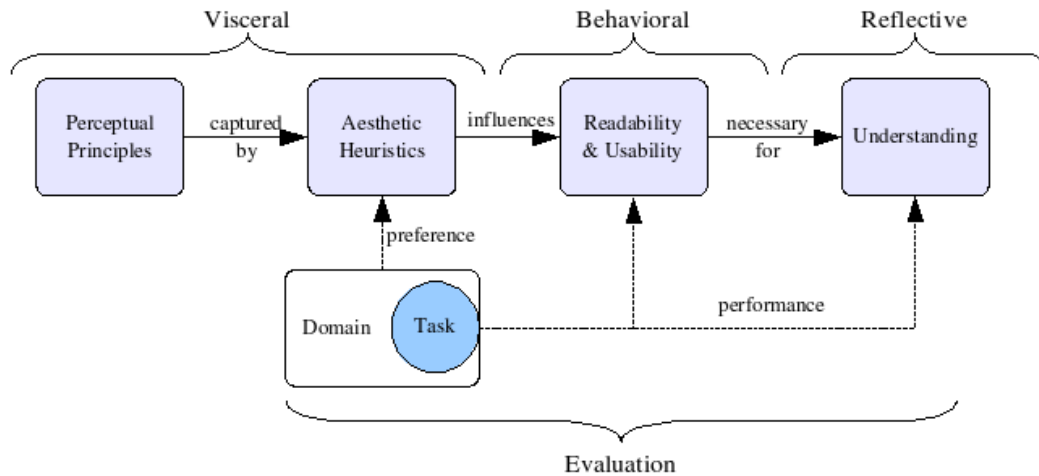 Visceral
Behavioral
Reflective
Perceptual
Principles
captured
by
Aesthetic
Heuristics
influences
Readability
& Usability
necessary
for
Understanding
preference
Domain
Task
performance
Evaluation